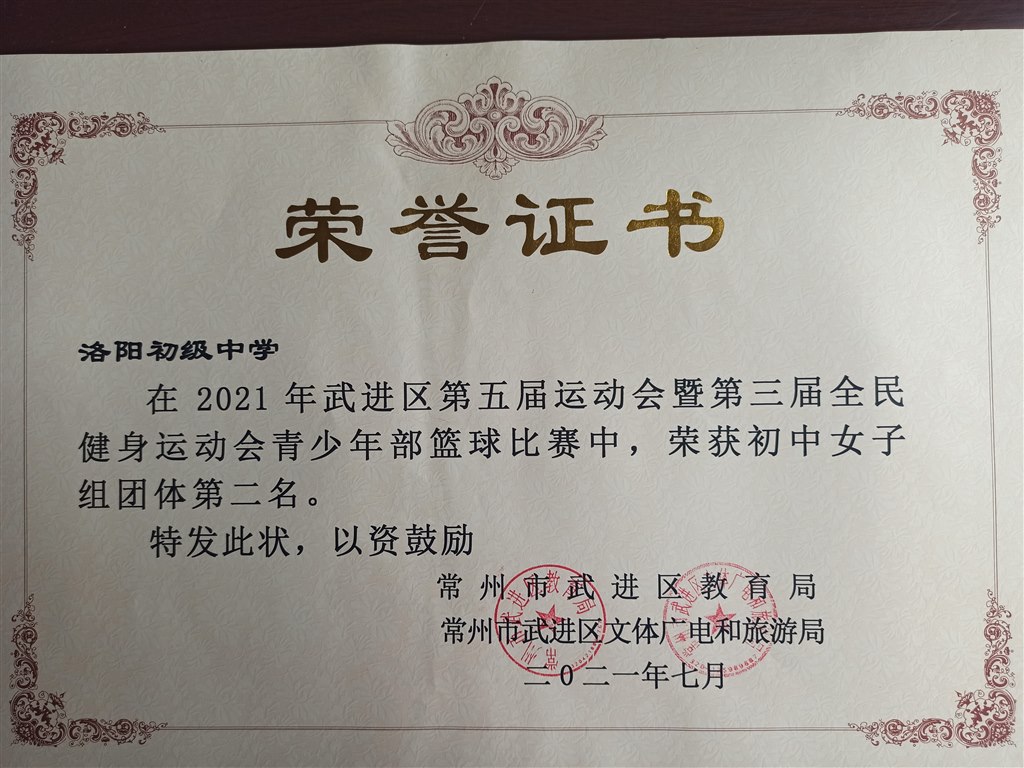 荣誉证书
洛阳初级中学
在 2021 年武进区第五届运动会暨第三届全民
健身运动会青少年部篮球比赛中，荣获初中女子
组团体第二名。
特发此状，以资鼓励
常州市武进区教育局
常州市武进区文体广电和旅游局
二0二一年七月